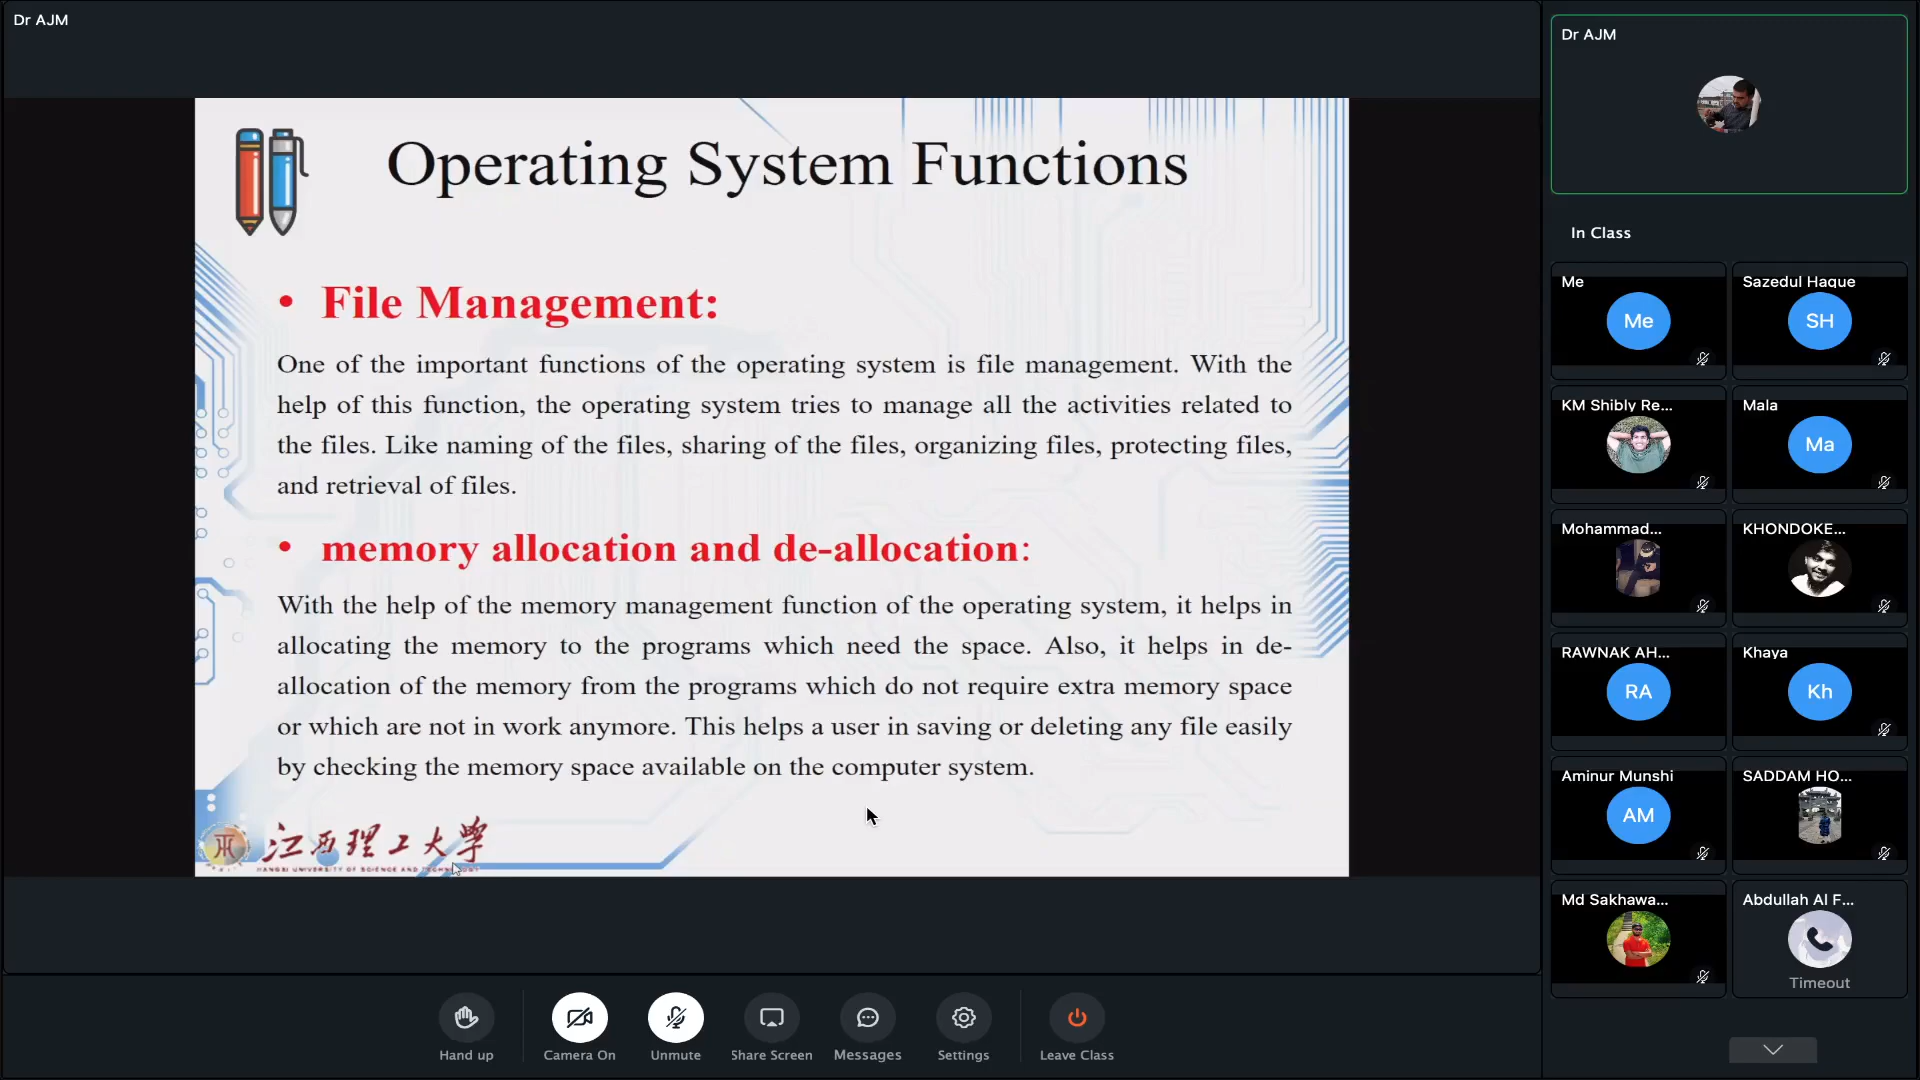 Dr AJM
Operating System Functions
• File Management:
One of the important functions of the operating system is file management. With the
help of this function, the operating system tries to manage all the activities related to
the files. Like naming of the files, sharing of the files, organizing files, protecting files,
and retrieval of files.
• memory allocation and de-allocation:
With the help of the memory management function of the operating system, it helps in
allocating the memory to the programs which need the space. Also, it helps in de-
allocation of the memory from the programs which do not require extra memory space
or which are not in work anymore. This helps a user in saving or deleting any file easily
by checking the memory space available on the computer system.
江西理工大学
UNIVERSITY OF SCIENCE AND
Hand up
Camera On
Unmute
Share Screen
Messages
Settings
Leave Class
Dr AJM
In Class
Me
Me
Sazedul Haque
SH
KM Shibly Re...
Mala
Ma
Mohammad...
KHONDOKE...
RAWNAK AH...
RA
Khaya
Kh
Aminur Munshi
AM
SADDAM HO...
Md Sakhawa...
Abdullah Al F...
Timeout